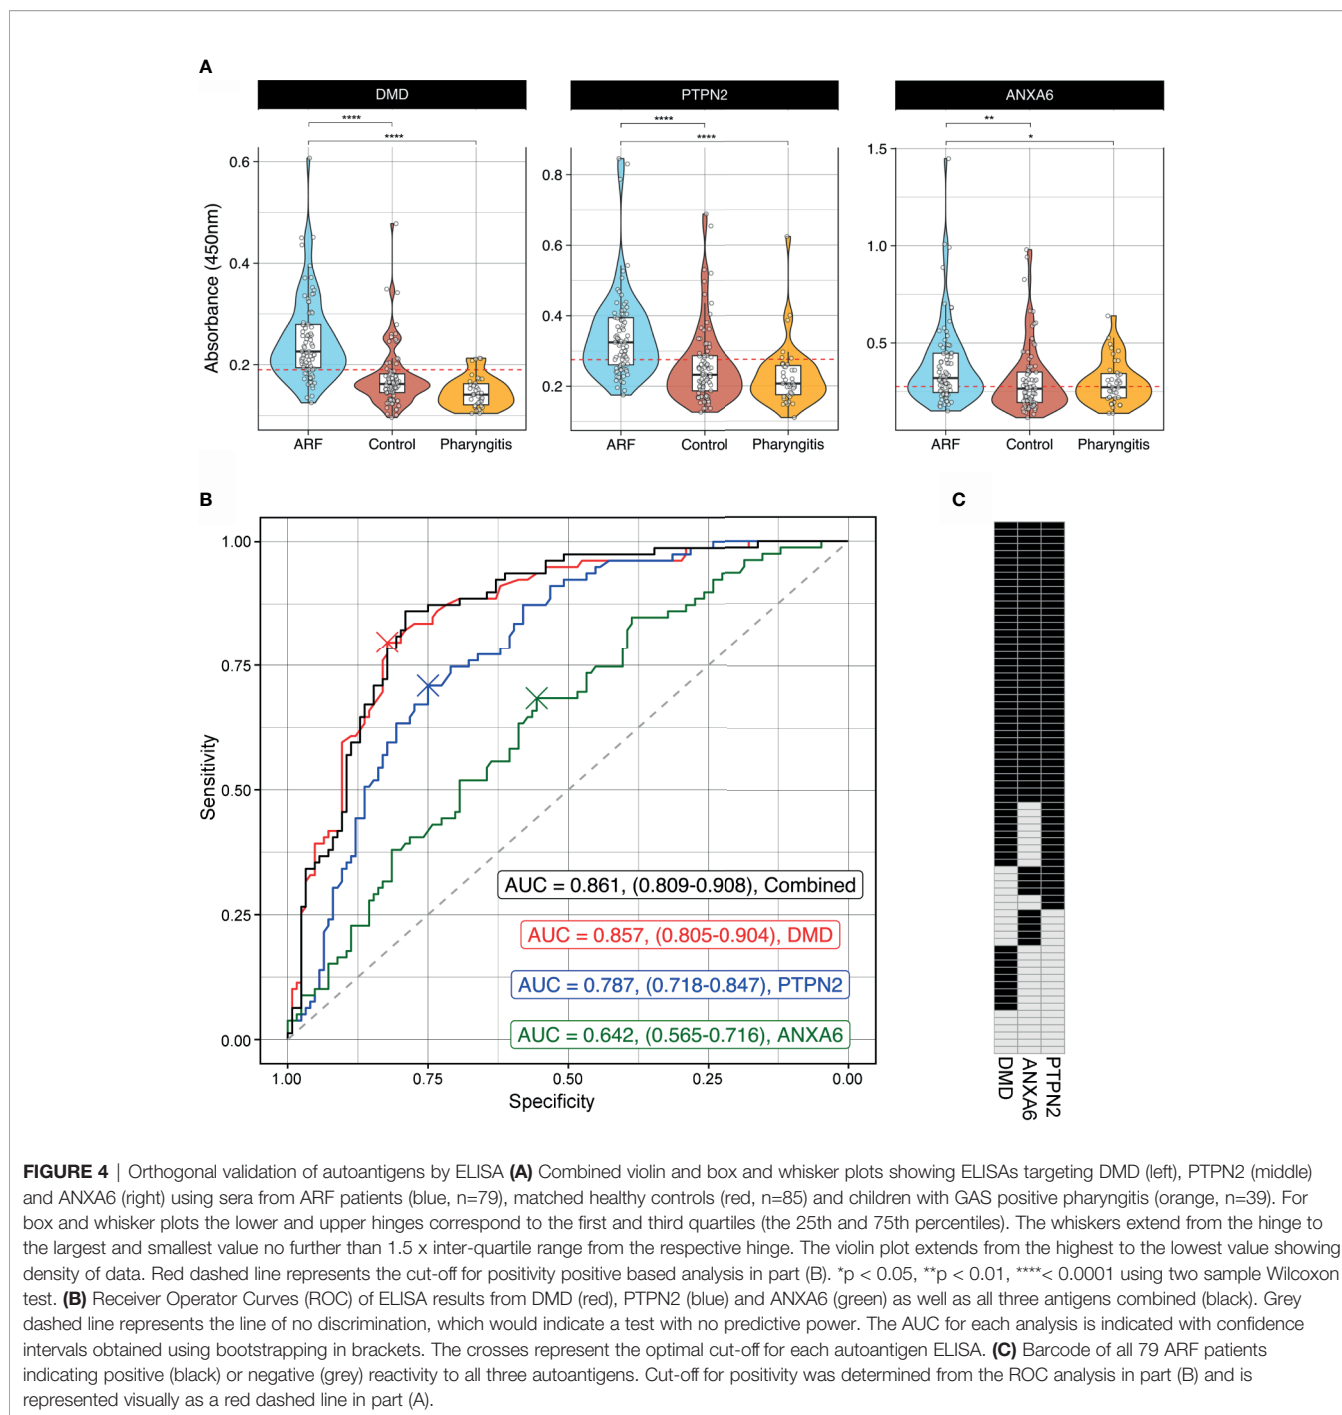 A
DMD
PTPN2
ANXA6
****
****
****
****
**
*
Absorbance (450nm)
0.6
0.4
0.2
0.8
0.6
0.4
0.2
1.5
1.0
0.5
ARF
Control
Pharyngitis
ARF
Control
Pharyngitis
ARF
Control
Pharyngitis
B
Sensitivity
1.00
0.75
0.50
0.25
0.00
AUC = 0.861, (0.809-0.908), Combined
AUC = 0.857, (0.805-0.904), DMD
AUC = 0.787, (0.718-0.847), PTPN2
AUC = 0.642, (0.565-0.716), ANXA6
1.00
0.75
0.50
0.25
0.00
Specificity
C
DMD
ANXA6
PTPN2
FIGURE 4 | Orthogonal validation of autoantigens by ELISA (A) Combined violin and box and whisker plots showing ELISAs targeting DMD (left), PTPN2 (middle)
and ANXA6 (right) using sera from ARF patients (blue, n=79), matched healthy controls (red, n=85) and children with GAS positive pharyngitis (orange, n=39). For
box and whisker plots the lower and upper hinges correspond to the first and third quartiles (the 25th and 75th percentiles). The whiskers extend from the hinge to
the largest and smallest value no further than 1.5 x inter-quartile range from the respective hinge. The violin plot extends from the highest to the lowest value showing
density of data. Red dashed line represents the cut-off for positivity positive based analysis in part (B). *p < 0.05, **p < 0.01, ****< 0.0001 using two sample Wilcoxon
test. (B) Receiver Operator Curves (ROC) of ELISA results from DMD (red), PTPN2 (blue) and ANXA6 (green) as well as all three antigens combined (black). Grey
dashed line represents the line of no discrimination, which would indicate a test with no predictive power. The AUC for each analysis is indicated with confidence
intervals obtained using bootstrapping in brackets. The crosses represent the optimal cut-off for each autoantigen ELISA. (C) Barcode of all 79 ARF patients
indicating positive (black) or negative (grey) reactivity to all three autoantigens. Cut-off for positivity was determined from the ROC analysis in part (B) and is
represented visually as a red dashed line in part (A).